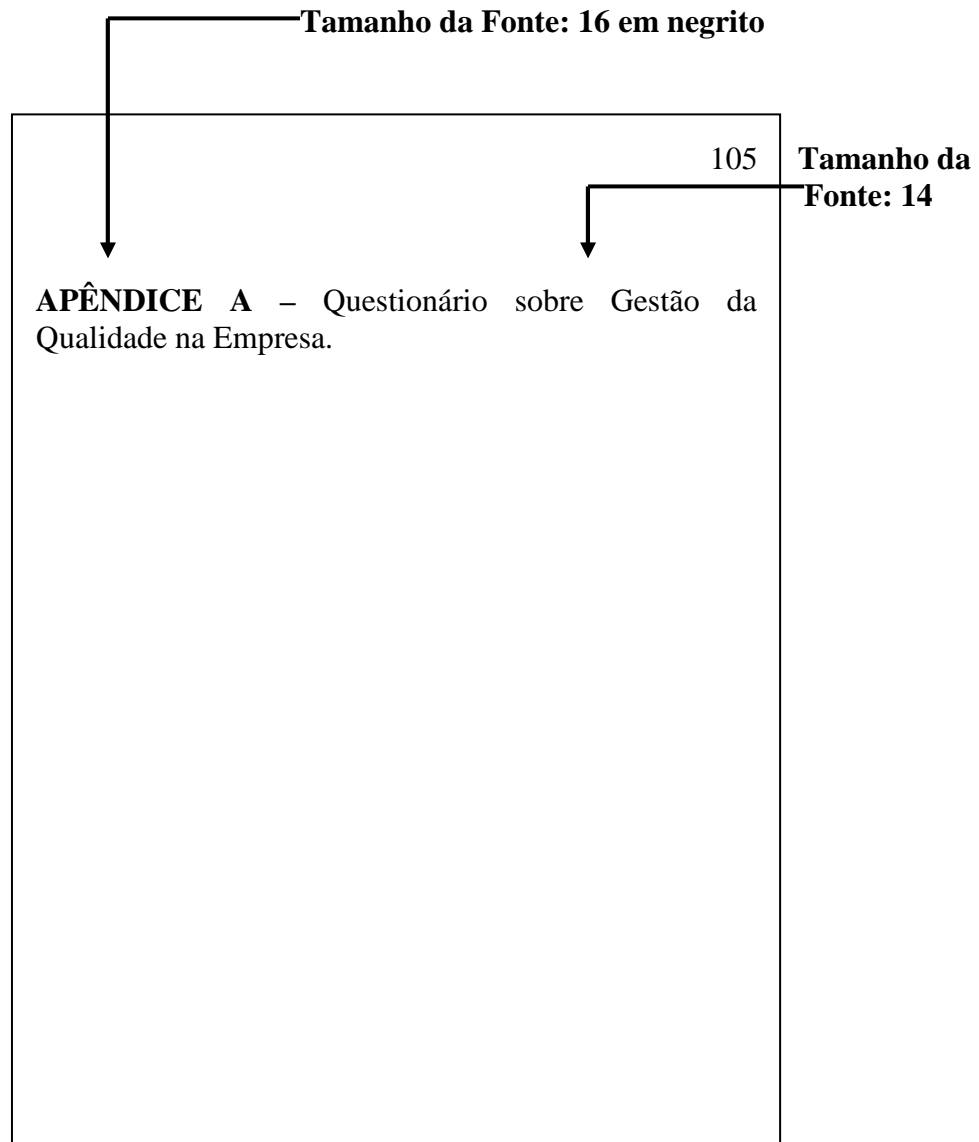 Tamanho da Fonte: 16 em negrito
105
Tamanho da
Fonte: 14
APÊNDICE A – Questionário sobre Gestão da
Qualidade na Empresa.